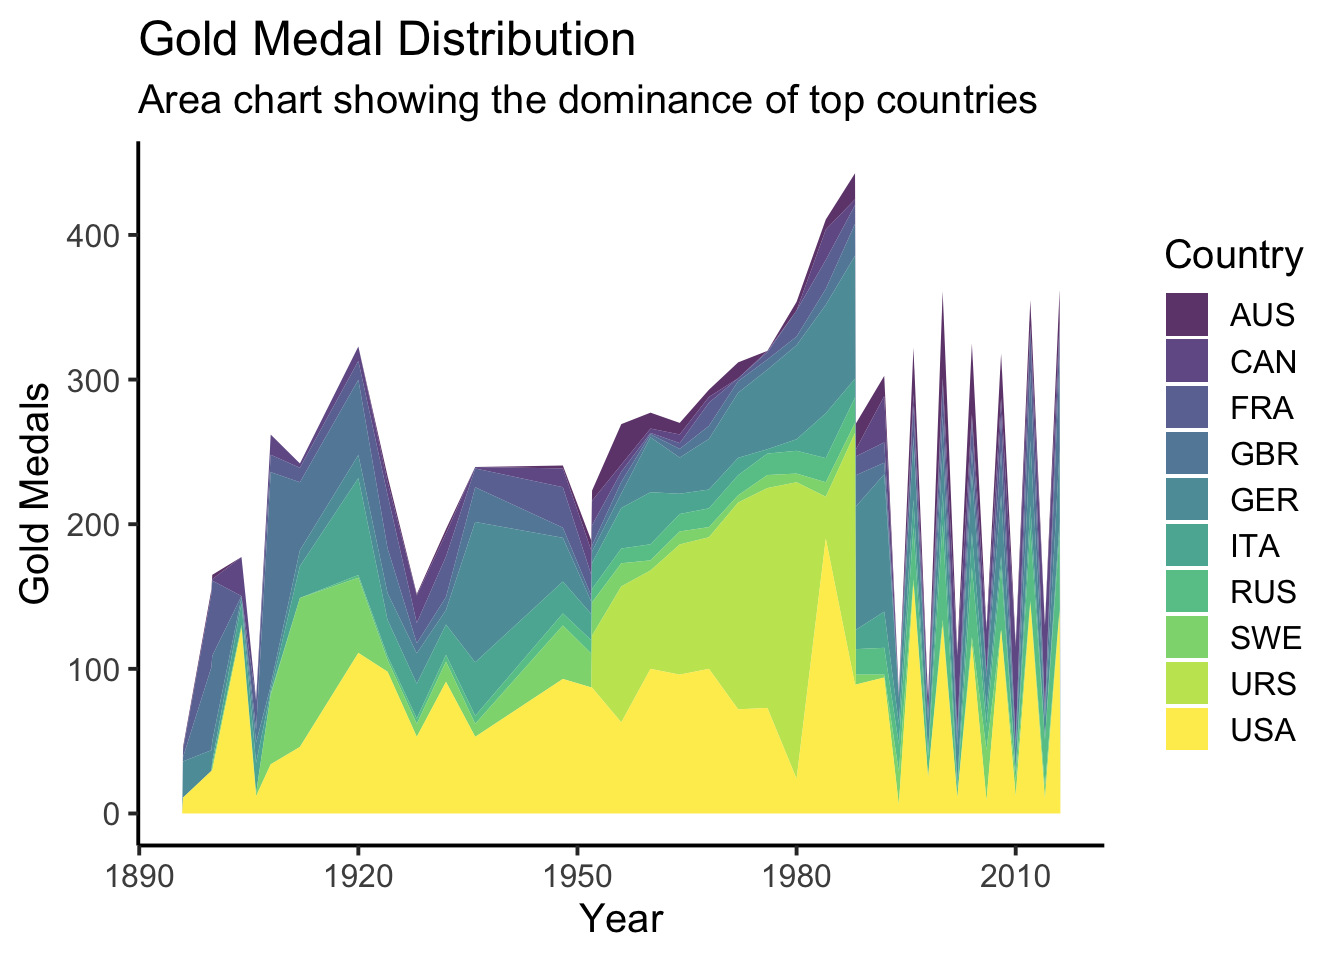 Gold Medal Distribution
Area chart showing the dominance of top countries
Gold Medals
400
300
200
100
0
1890
1920
1950
1980
2010
Year
Country
AUS
CAN
FRA
GBR
GER
ITA
RUS
SWE
URS
USA